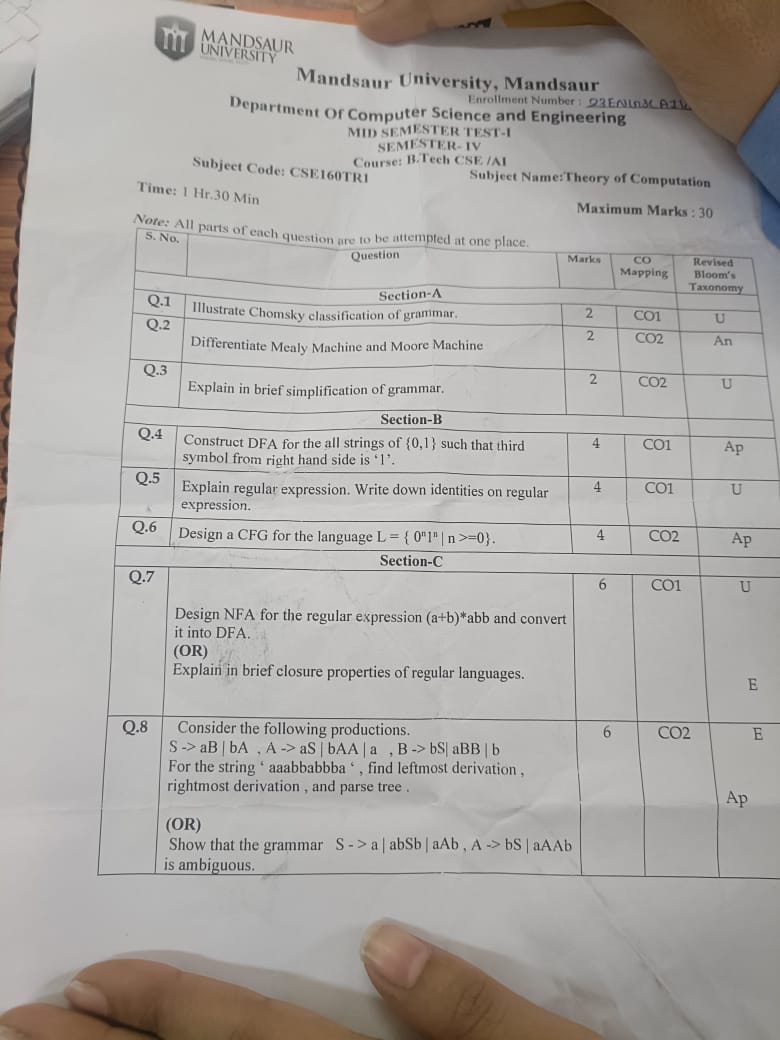 MANDSAUR
UNIVERSITY
Mandsaur University, Mandsaur
Enrollment Number :
Department Of Computer Science and Engineering
MID SEMESTER TEST-I
SEMESTER- IV
Course: B.Tech CSE /AI
Subject Code: CSE160TR1 Subject Name:Theory of Computation
Time: 1 Hr.30 Min Maximum Marks : 30
Note: All parts of each question are to be attempted at one place.
S. No. Question Marks CO Mapping Revised Bloom's Taxonomy
Section-A
Q.1 Illustrate Chomsky classification of grammar. 2 CO1 U
Q.2 Differentiate Mealy Machine and Moore Machine 2 CO2 An
Q.3 Explain in brief simplification of grammar. 2 CO2 U
Section-B
Q.4 Construct DFA for the all strings of {0,1} such that third 4 CO1 Ap
symbol from right hand side is ‘1’.
Q.5 Explain regular expression. Write down identities on regular 4 CO1 U
expression.
Q.6 Design a CFG for the language L = { 0ⁿ1ⁿ | n >=0}. 4 CO2 Ap
Section-C
Q.7 6 CO1 U
Design NFA for the regular expression (a+b)*abb and convert
it into DFA.
(OR)
Explain in brief closure properties of regular languages.
E
Q.8 Consider the following productions. 6 CO2 E
S -> aB | bA , A -> aS | bAA | a , B -> bS| aBB | b
For the string ‘ aaabbabbba ‘ , find leftmost derivation ,
rightmost derivation , and parse tree .
Ap
(OR)
Show that the grammar S - > a | abSb | aAb , A -> bS | aAAb
is ambiguous.